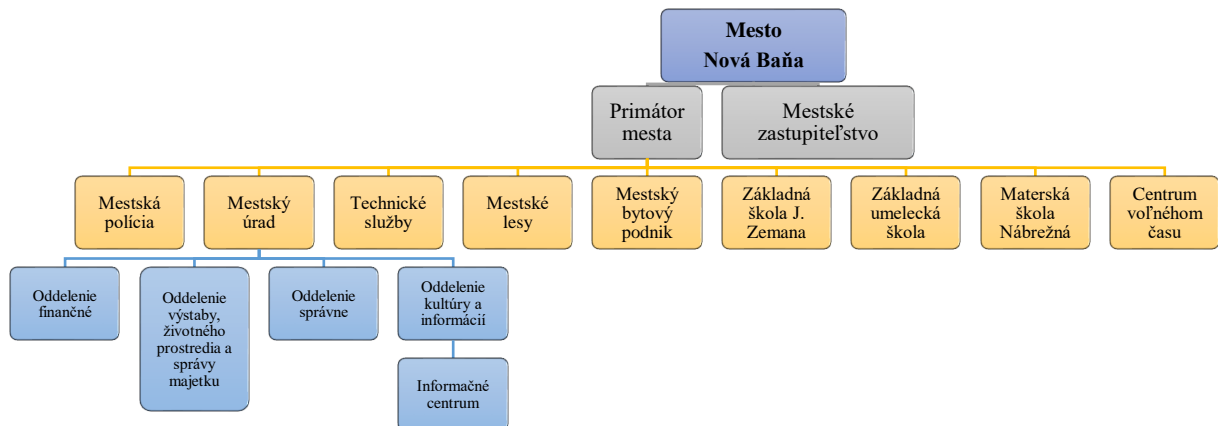 Mesto
Nová Baňa
Primátor
mesta
Mestské
zastupiteľstvo
Mestská
polícia
Mestský
úrad
Technické
služby
Mestské
lesy
Mestský
bytový
podnik
Základná
škola J.
Zemana
Základná
umelecká
škola
Materská
škola
Nábrežná
Centrum
voľnéhom
času
Oddelenie
finančné
Oddelenie
výstaby,
životného
prostredia a
správy
majetku
Oddelenie
správne
Oddelenie
kultúry a
informácií
Informačné
centrum